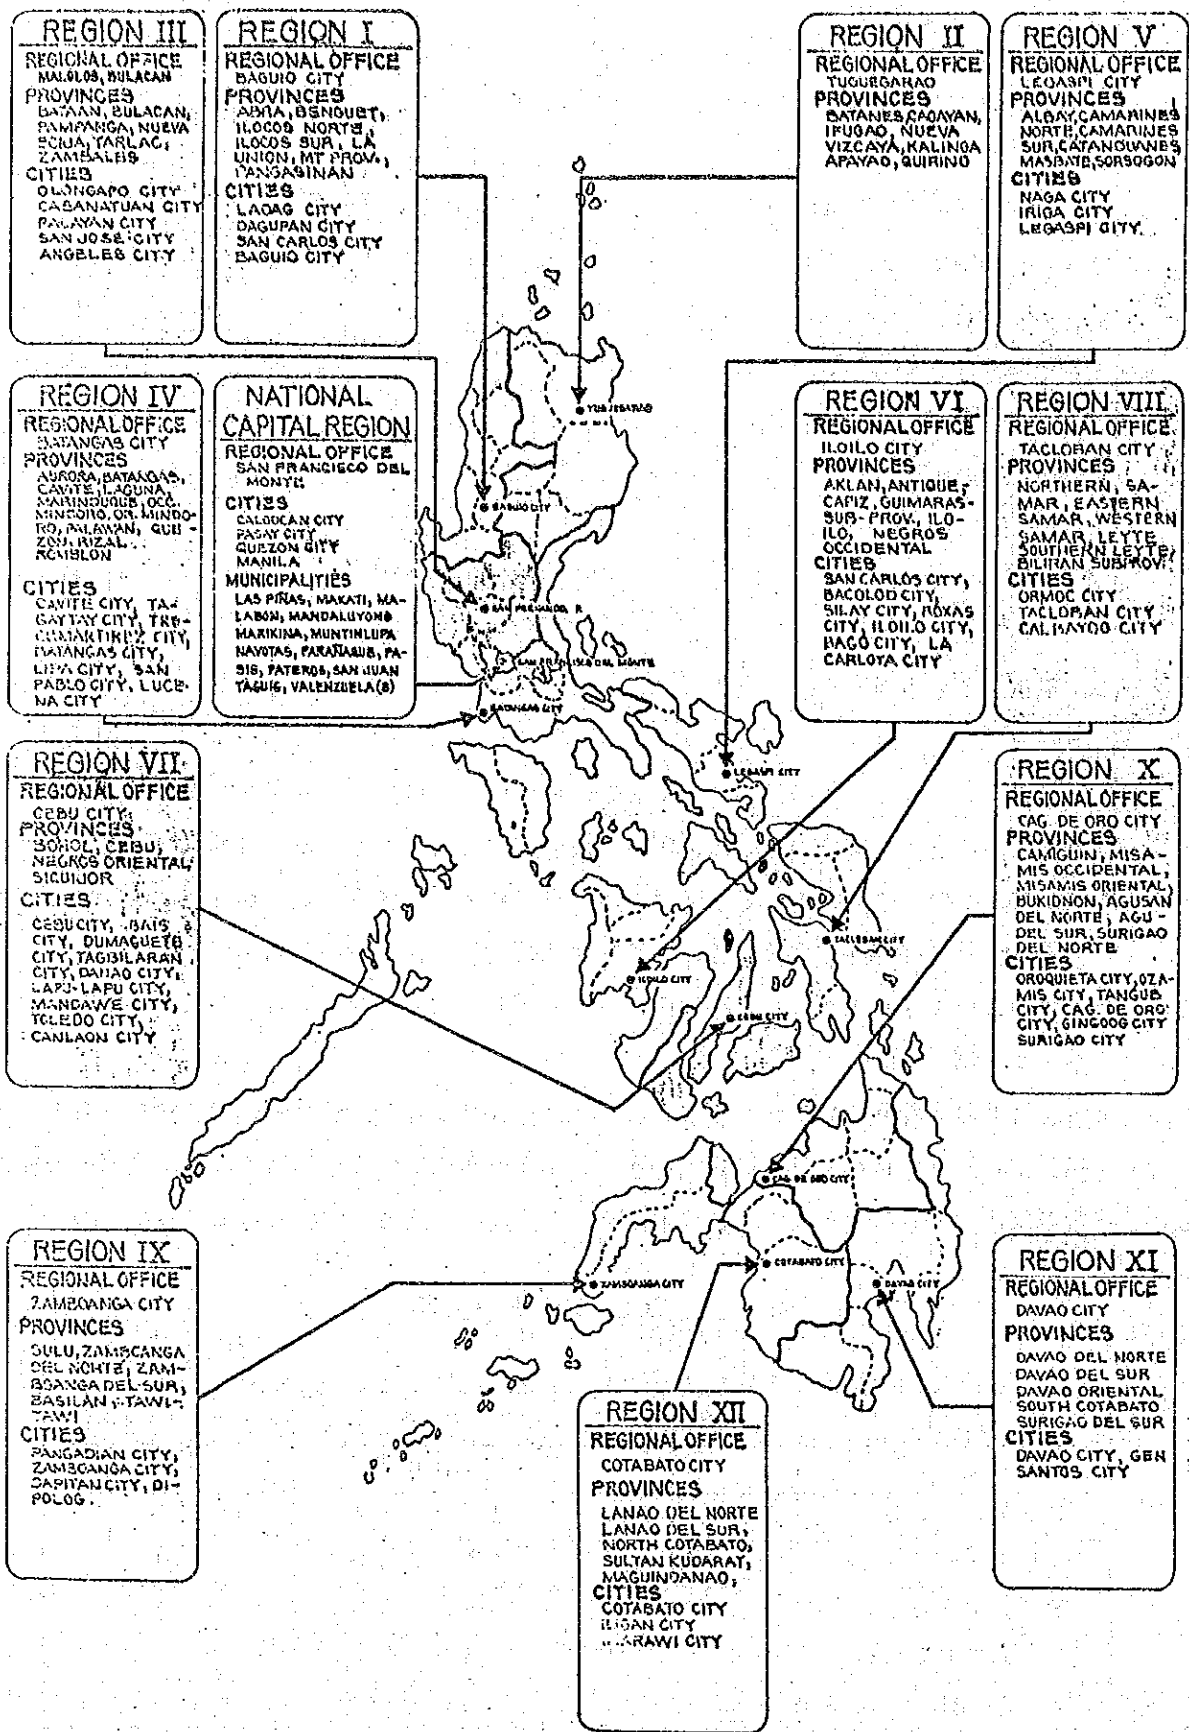 REGION III
REGIONAL OFFICE
MALOLOS, BULACAN
PROVINCES
BATAAN, BULACAN,
PAMPANGA, NUEVA
ECIJA, TARLAC,
ZAMBALES
CITIES
OLONGAPO CITY
CABANATUAN CITY
PALAYAN CITY
SAN JOSE CITY
ANGELES CITY
REGION I
REGIONAL OFFICE
BAGUIO CITY
PROVINCES
ABRA, BENGUET,
ILOCOS NORTE,
ILOCOS SUR, LA
UNION, MT PROV.,
PANGASINAN
CITIES
LAOAG CITY
DAGUPAN CITY
SAN CARLOS CITY
BAGUIO CITY
REGION II
REGIONAL OFFICE
TUGUEGARAO
PROVINCES
BATANES, CAGAYAN,
IFUGAO, NUEVA
VIZCAYA, KALINGA
APAYAO, QUIRINO
REGION V
REGIONAL OFFICE
LEGASPI CITY
PROVINCES
ALBAY, CAMARINES
NORTE, CAMARINES
SUR, CATANDUANES
MASBATE, SORSOGON
CITIES
NAGA CITY
IRIGA CITY
LEGASPI CITY
REGION IV
REGIONAL OFFICE
BATANGAS CITY
PROVINCES
AURORA, BATANGAS,
CAVITE, LAGUNA,
MARINDUQUE, OCC.
MINDORO, OR. MINDO-
RO, PALAWAN, QUE-
ZON, RIZAL,
ROMBLON
CITIES
CAVITE CITY, TA-
GAYTAY CITY, TRE-
CE MARTIREZ CITY,
BATANGAS CITY,
LIPA CITY, SAN
PABLO CITY, LUCE-
NA CITY
NATIONAL
CAPITAL REGION
REGIONAL OFFICE
SAN FRANCISCO DEL
MONTE
CITIES
CALOOCAN CITY
PASAY CITY
QUEZON CITY
MANILA
MUNICIPALITIES
LAS PIÑAS, MAKATI, MA-
LABON, MANDALUYONG
MARIKINA, MUNTINLUPA
NAVOTAS, PARAÑAQUE, PA-
SIG, PATEROS, SAN JUAN
TAGUIG, VALENZUELA (B)
REGION VI
REGIONAL OFFICE
ILOILO CITY
PROVINCES
AKLAN, ANTIQUE,
CAPIZ, GUIMARAS-
SUB-PROV., ILO-
ILO, NEGROS
OCCIDENTAL
CITIES
SAN CARLOS CITY,
BACOLOD CITY,
SILAY CITY, ROXAS
CITY, ILOILO CITY,
BAGO CITY, LA
CARLOTA CITY
REGION VIII
REGIONAL OFFICE
TACLOBAN CITY
PROVINCES
NORTHERN, SA-
MAR, EASTERN
SAMAR, WESTERN
SAMAR, LEYTE
SOUTHERN LEYTE,
BILIRAN SUBPROV.
CITIES
ORMOC CITY
TACLOBAN CITY
CALBAYOG CITY
TUGUEGARAO
BAGUIO CITY
SAN FERNANDO, P.
SAN FRANCISCO DEL MONTE
BATANGAS CITY
LEGASPI CITY
TACLOBAN CITY
ILOILO CITY
CEBU CITY
CAG. DE ORO CITY
COTABATO CITY
DAVAO CITY
ZAMBOANGA CITY
REGION VII
REGIONAL OFFICE
CEBU CITY
PROVINCES
BOHOL, CEBU,
NEGROS ORIENTAL,
SIQUIJOR
CITIES
CEBU CITY, BAIS
CITY, DUMAGUETE
CITY, TAGBILARAN
CITY, DANAO CITY,
LAPU-LAPU CITY,
MANDAWE CITY,
TOLEDO CITY,
CANLAON CITY
REGION X
REGIONAL OFFICE
CAG. DE ORO CITY
PROVINCES
CAMIGUIN, MISA-
MIS OCCIDENTAL,
MISAMIS ORIENTAL,
BUKIDNON, AGUSAN
DEL NORTE, AGU-
DEL SUR, SURIGAO
DEL NORTE
CITIES
OROQUIETA CITY, OZA-
MIS CITY, TANGUB
CITY, CAG. DE ORO
CITY, GINGOOG CITY
SURIGAO CITY
REGION IX
REGIONAL OFFICE
ZAMBOANGA CITY
PROVINCES
SULU, ZAMBOANGA
DEL NORTE, ZAM-
BOANGA DEL SUR,
BASILAN, TAWI-
TAWI
CITIES
PANGADIAN CITY,
ZAMBOANGA CITY,
DAPITAN CITY, DI-
POLOG.
REGION XII
REGIONAL OFFICE
COTABATO CITY
PROVINCES
LANAO DEL NORTE
LANAO DEL SUR,
NORTH COTABATO,
SULTAN KUDARAT,
MAGUINDANAO,
CITIES
COTABATO CITY
ILIGAN CITY
MARAWI CITY
REGION XI
REGIONAL OFFICE
DAVAO CITY
PROVINCES
DAVAO DEL NORTE
DAVAO DEL SUR
DAVAO ORIENTAL
SOUTH COTABATO
SURIGAO DEL SUR
CITIES
DAVAO CITY, GEN
SANTOS CITY